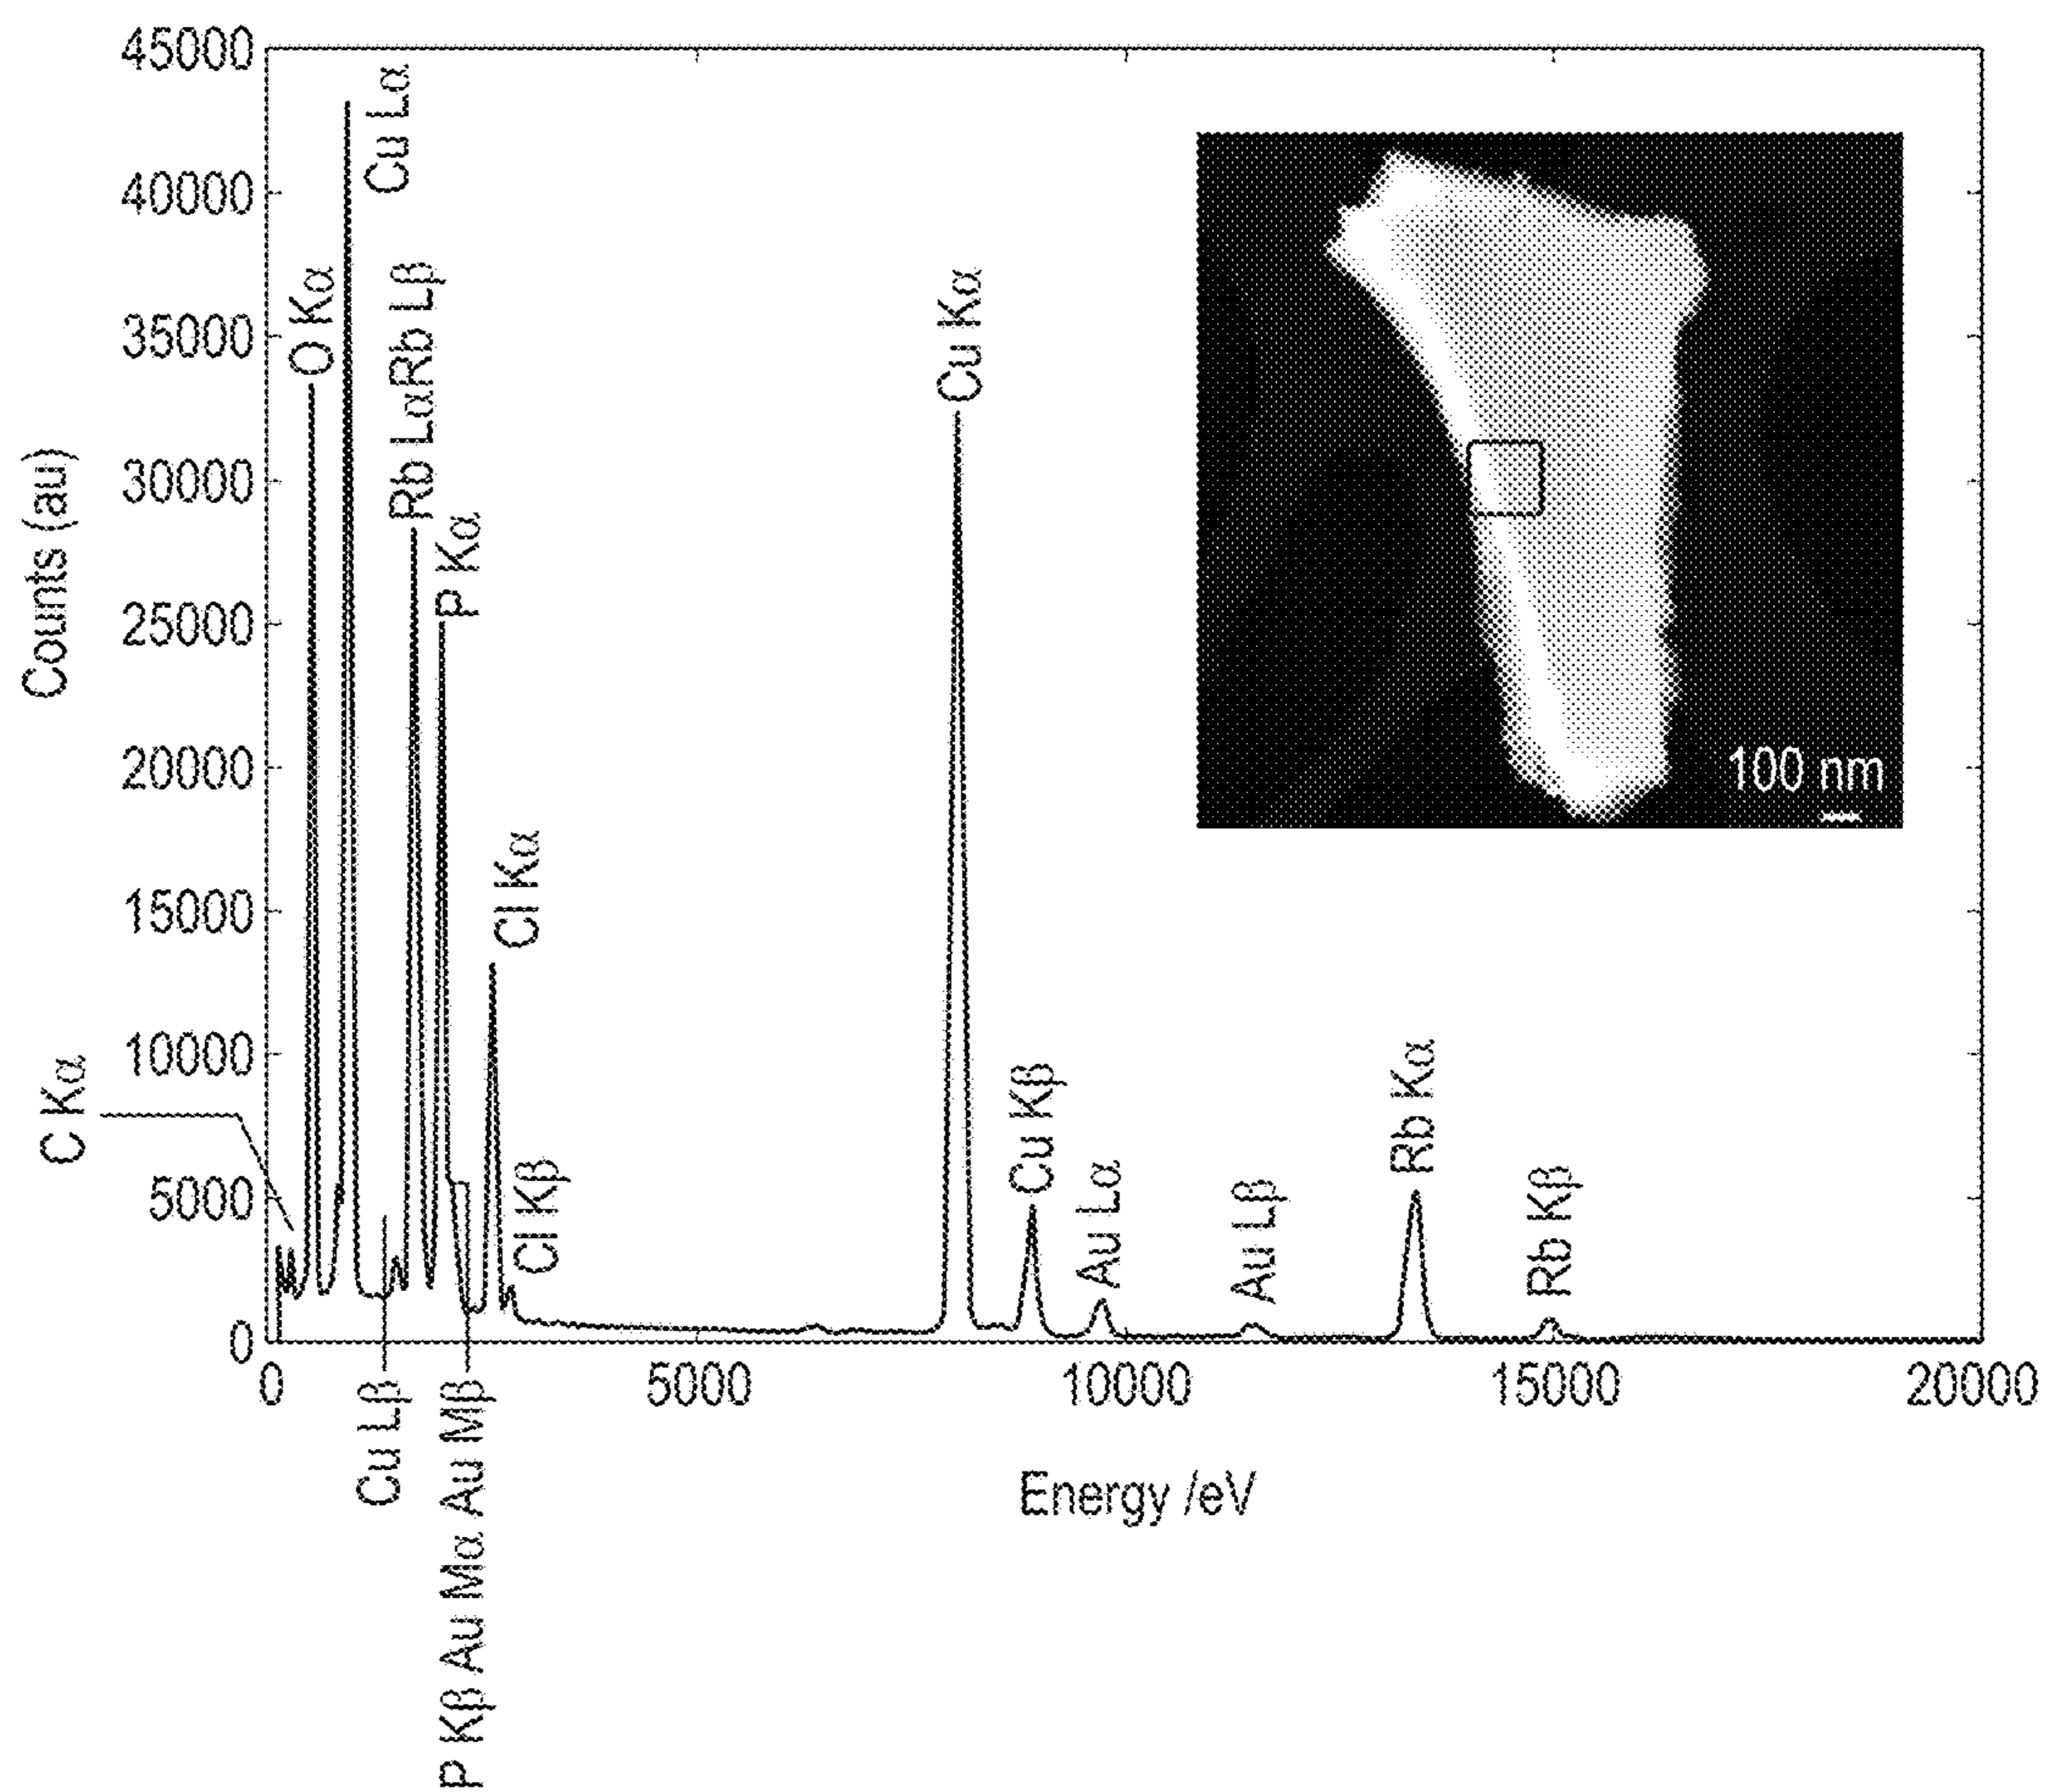 45000
40000
35000
30000
25000
20000
15000
10000
5000
0
Counts (au)
C Kα
O Kα
Cu Lα
Rb LαRb Lβ
P Kα
Cl Kα
Cl Kβ
Cu Kα
Cu Kβ
Au Lα
Au Lβ
Rb Kα
Rb Kβ
100 nm
0
5000
10000
15000
20000
Cu Lβ
P Kβ Au Mα Au Mβ
Energy /eV